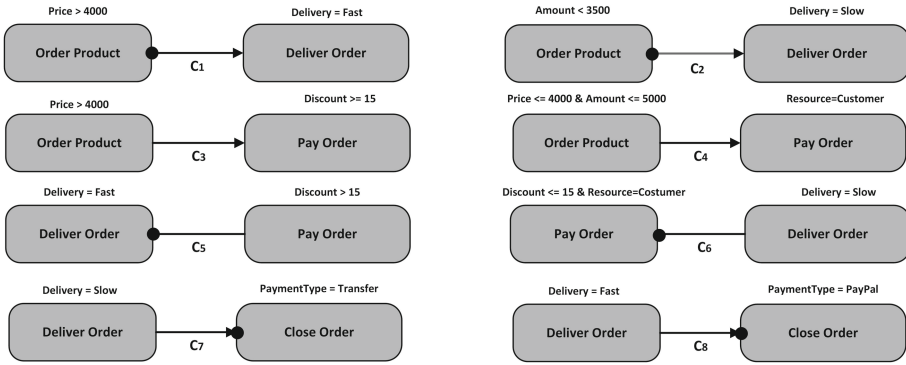 Price > 4000 Delivery = Fast
Order Product Deliver Order
C1
Amount < 3500 Delivery = Slow
Order Product Deliver Order
C2
Price > 4000 Discount >= 15
Order Product Pay Order
C3
Price <= 4000 & Amount <= 5000 Resource=Customer
Order Product Pay Order
C4
Delivery = Fast Discount > 15
Deliver Order Pay Order
C5
Discount <= 15 & Resource=Costumer Delivery = Slow
Pay Order Deliver Order
C6
Delivery = Slow PaymentType = Transfer
Deliver Order Close Order
C7
Delivery = Fast PaymentType = PayPal
Deliver Order Close Order
C8